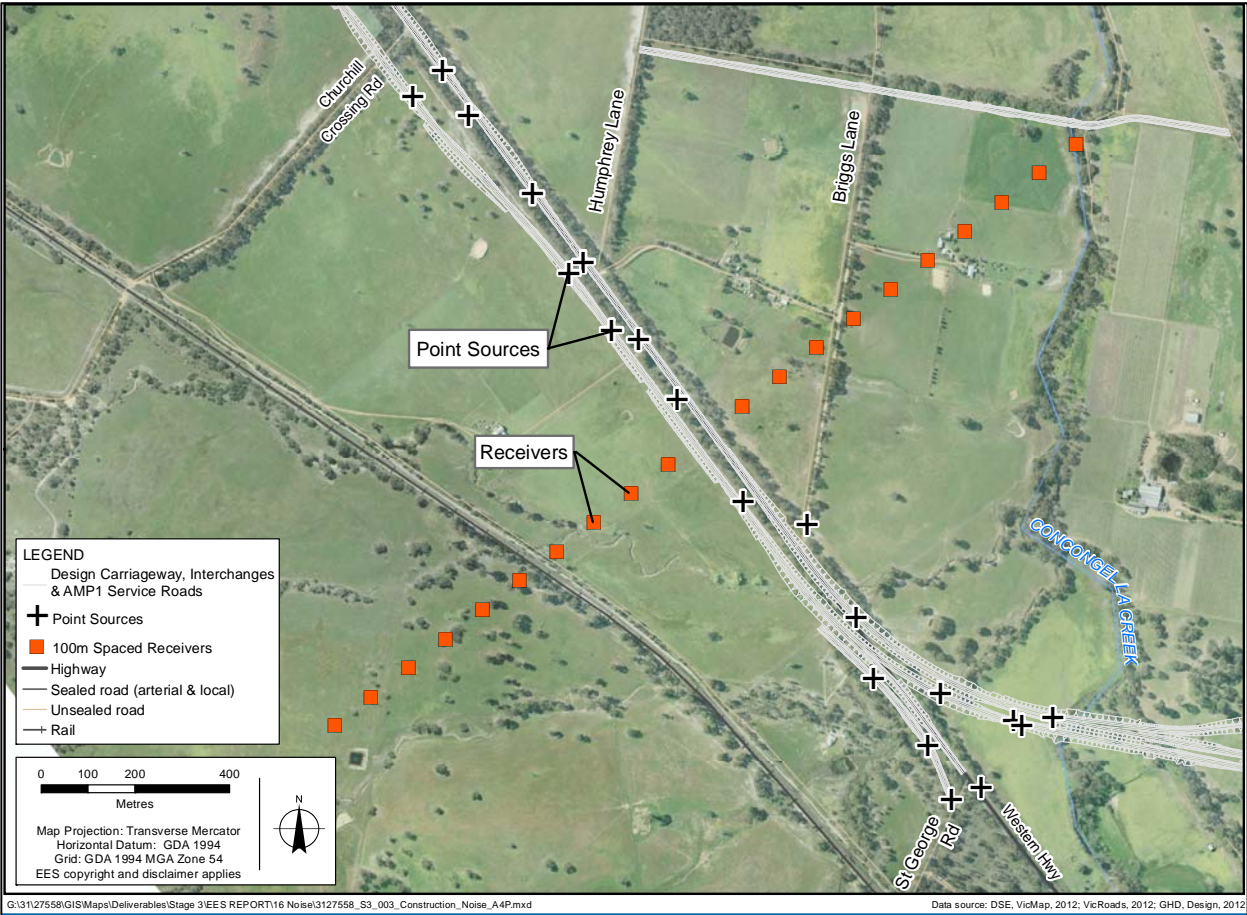 Churchill
Crossing Rd
Humphrey Lane
Briggs Lane
Point Sources
Receivers
CONCONGELLA CREEK
LEGEND
Design Carriageway, Interchanges
& AMP1 Service Roads
Point Sources
100m Spaced Receivers
Highway
Sealed road (arterial & local)
Unsealed road
Rail
0 100 200 400
Metres
N
Map Projection: Transverse Mercator
Horizontal Datum: GDA 1994
Grid: GDA 1994 MGA Zone 54
EES copyright and disclaimer applies
St George
Rd
Western Hwy
G:\31\27558\GIS\Maps\Deliverables\Stage 3\EES REPORT\16 Noise\3127558_S3_003_Construction_Noise_A4P.mxd
Data source: DSE, VicMap, 2012; VicRoads, 2012; GHD, Design, 2012